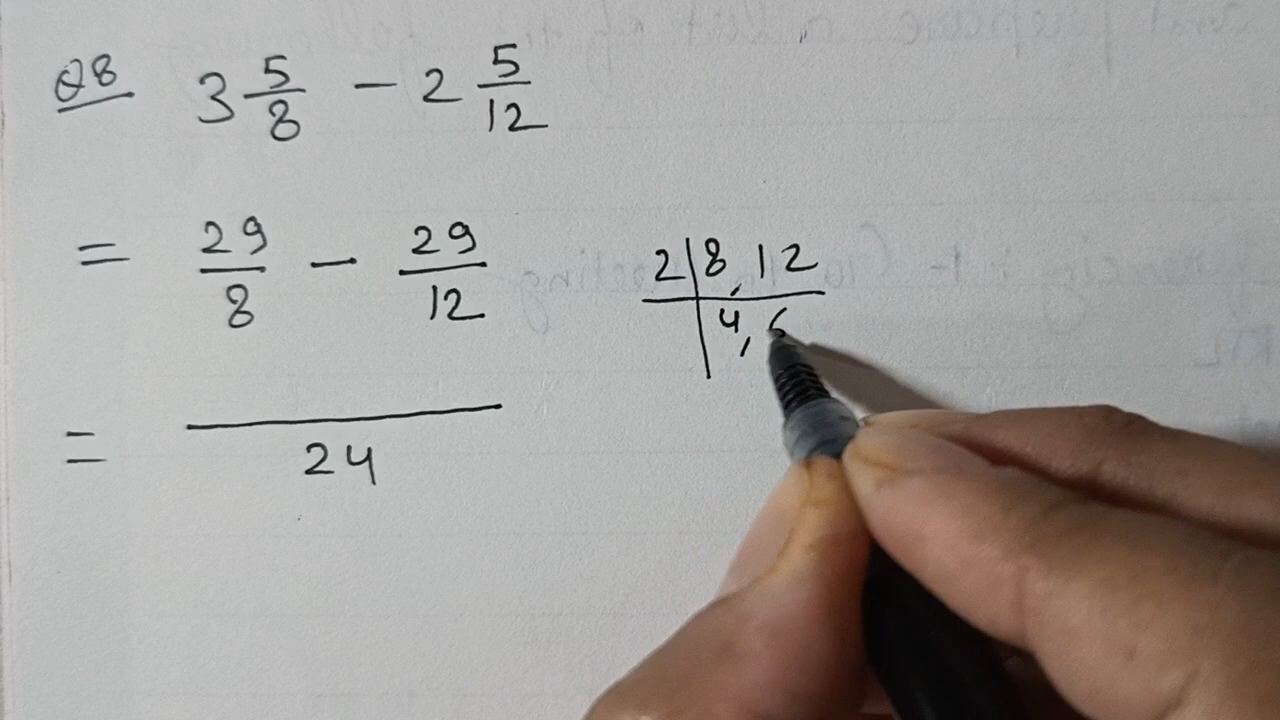 Q8 3 5/8 - 2 5/12
= 29/8 - 29/12
2 | 8, 12
4, 6
= /24